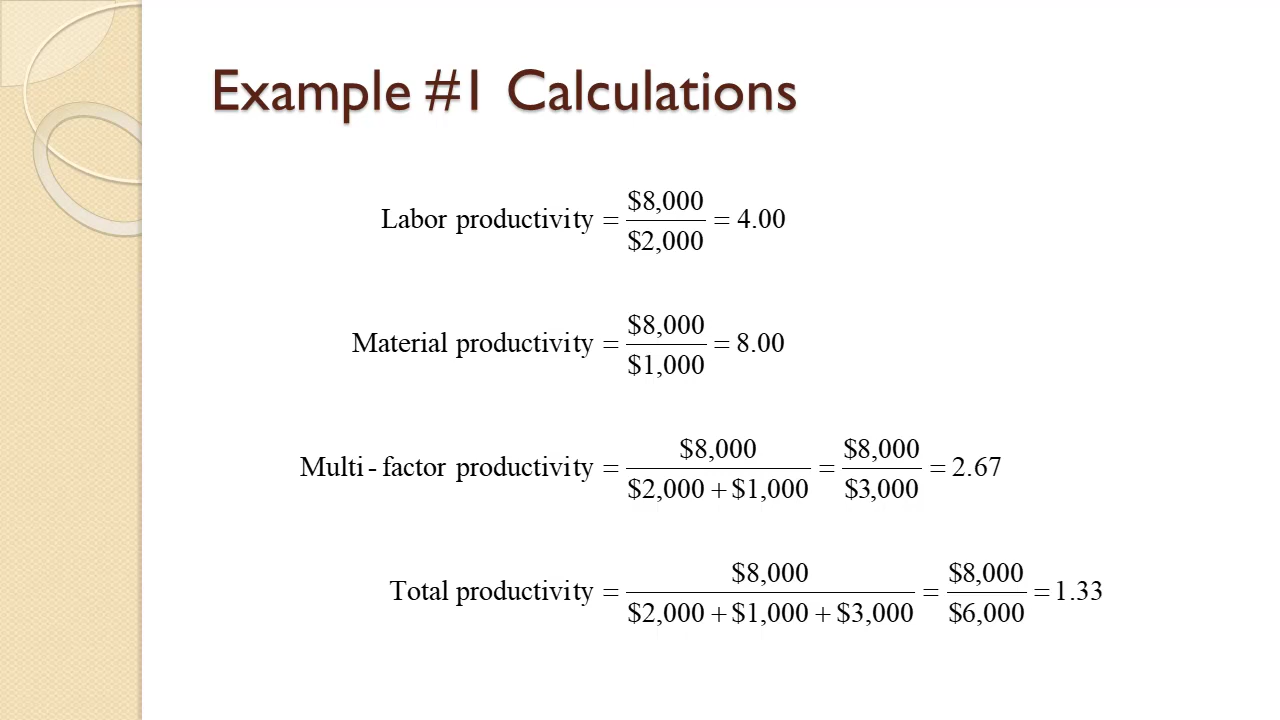 Example #1 Calculations
Labor productivity = $8,000 / $2,000 = 4.00
Material productivity = $8,000 / $1,000 = 8.00
Multi - factor productivity = $8,000 / $2,000 + $1,000 = $8,000 / $3,000 = 2.67
Total productivity = $8,000 / $2,000 + $1,000 + $3,000 = $8,000 / $6,000 = 1.33